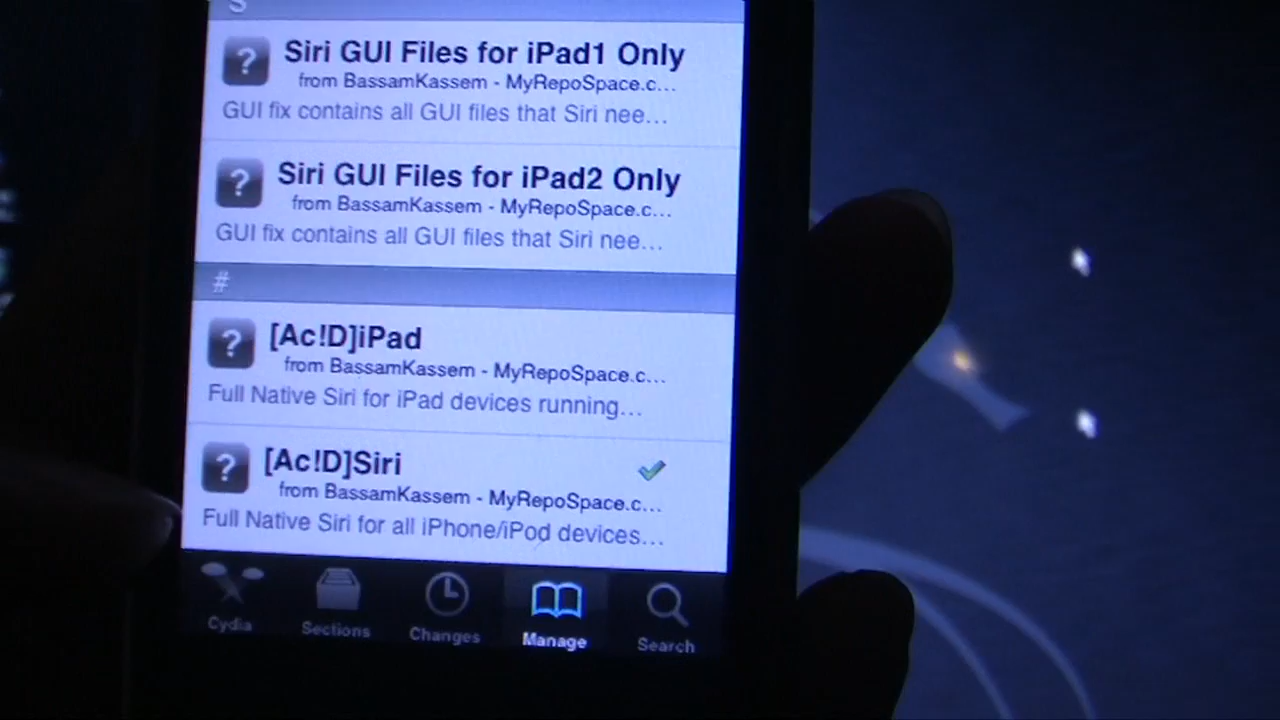 S
Siri GUI Files for iPad1 Only
from BassamKassem - MyRepoSpace.c...
GUI fix contains all GUI files that Siri nee...
Siri GUI Files for iPad2 Only
from BassamKassem - MyRepoSpace.c...
GUI fix contains all GUI files that Siri nee...
#
[Ac!D]iPad
from BassamKassem - MyRepoSpace.c...
Full Native Siri for iPad devices running...
[Ac!D]Siri
from BassamKassem - MyRepoSpace.c...
Full Native Siri for all iPhone/iPod devices...
Cydia Sections Changes Manage Search